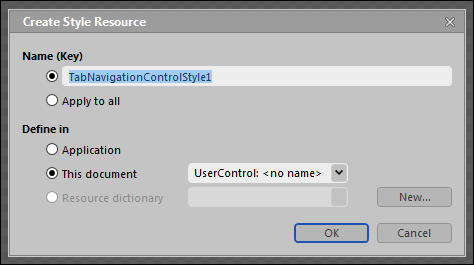 Create Style Resource
Name (Key)
TabNavigationControlStyle1
Apply to all
Define in
Application
This document UserControl: <no name>
Resource dictionary New...
OK Cancel